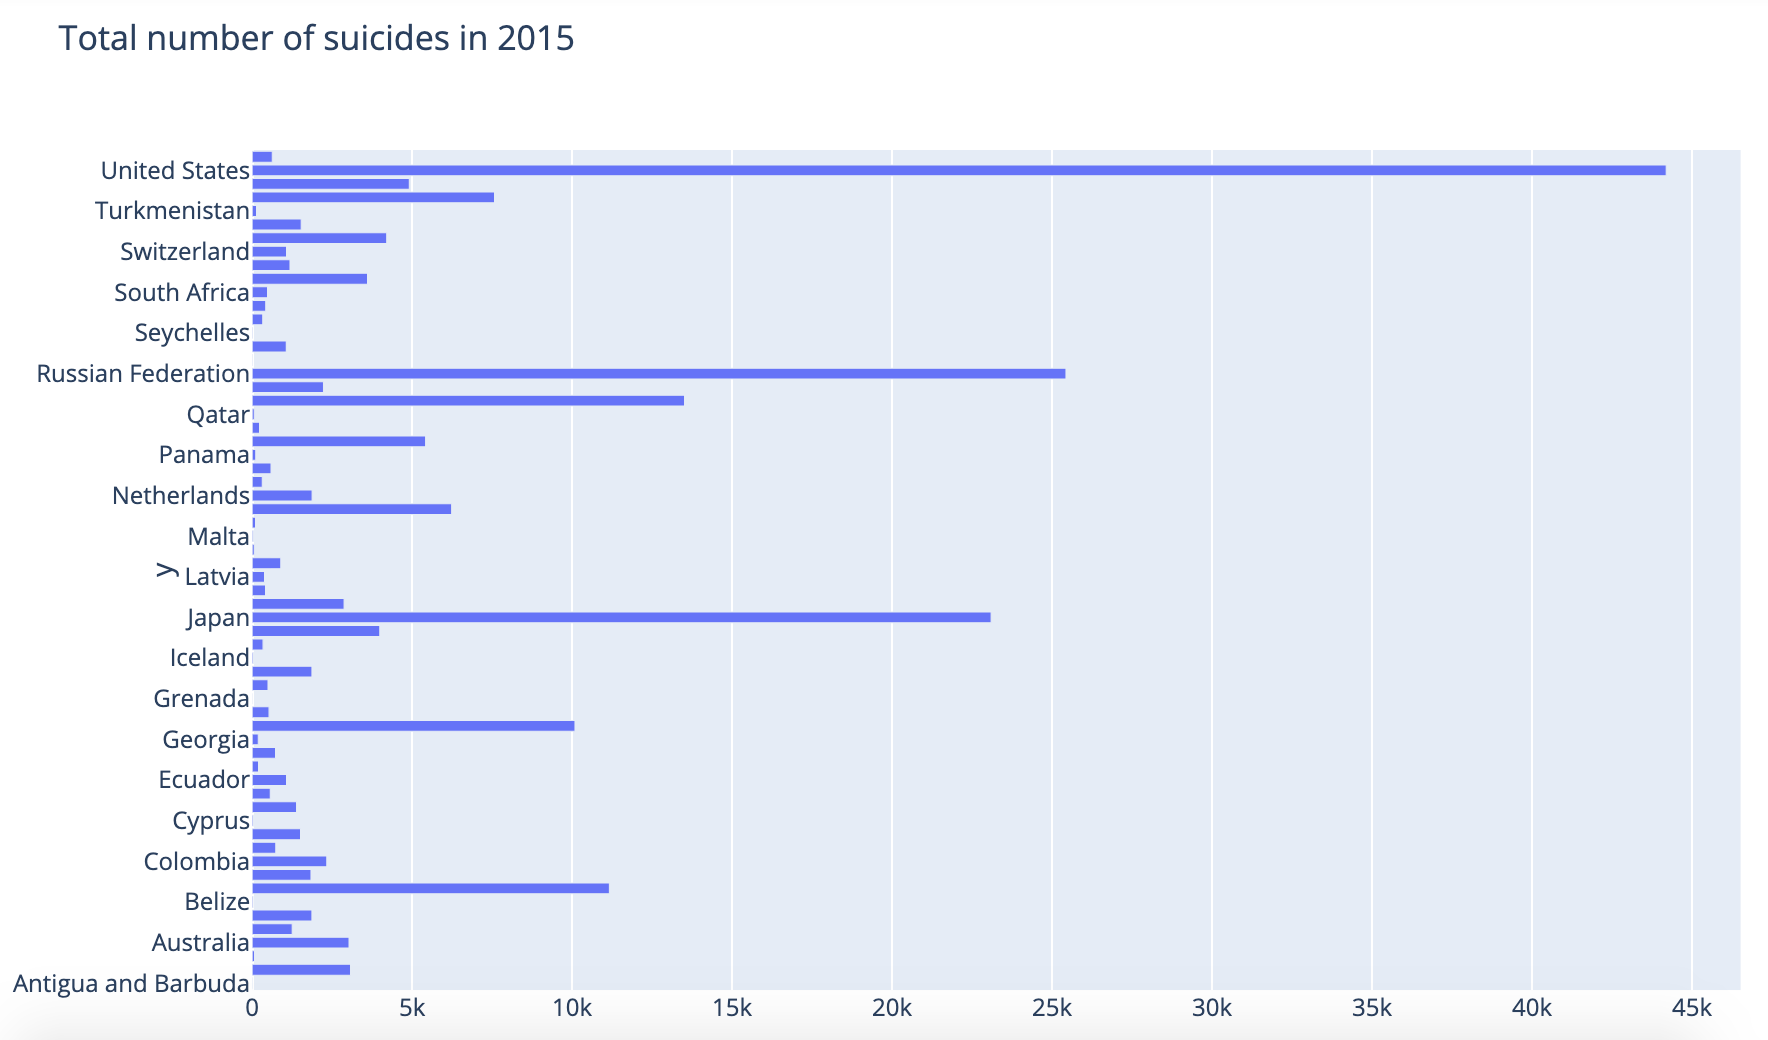 Total number of suicides in 2015
United States
Turkmenistan
Switzerland
South Africa
Seychelles
Russian Federation
Qatar
Panama
Netherlands
Malta
y
Latvia
Japan
Iceland
Grenada
Georgia
Ecuador
Cyprus
Colombia
Belize
Australia
Antigua and Barbuda
0 5k 10k 15k 20k 25k 30k 35k 40k 45k